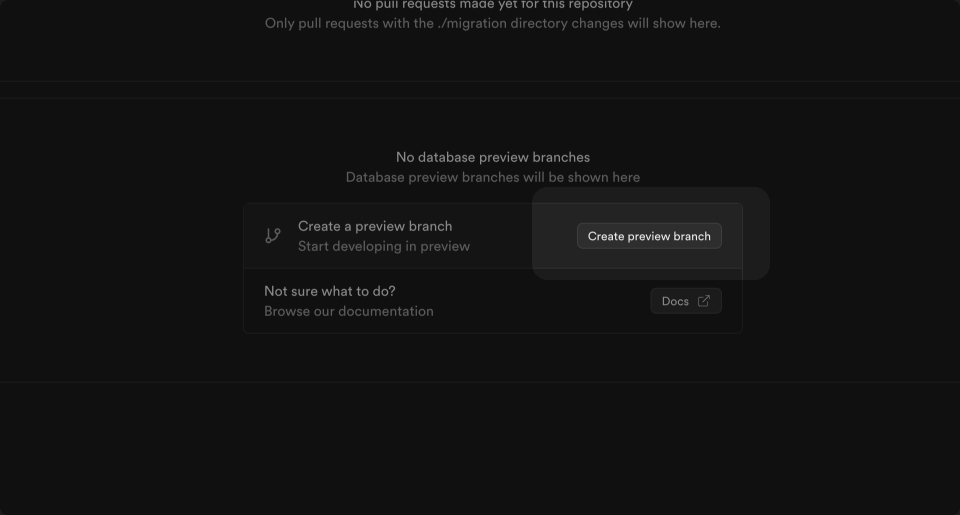 No pull requests made yet for this repository
Only pull requests with the ./migration directory changes will show here.
No database preview branches
Database preview branches will be shown here
Create a preview branch
Start developing in preview
Create preview branch
Not sure what to do?
Browse our documentation
Docs